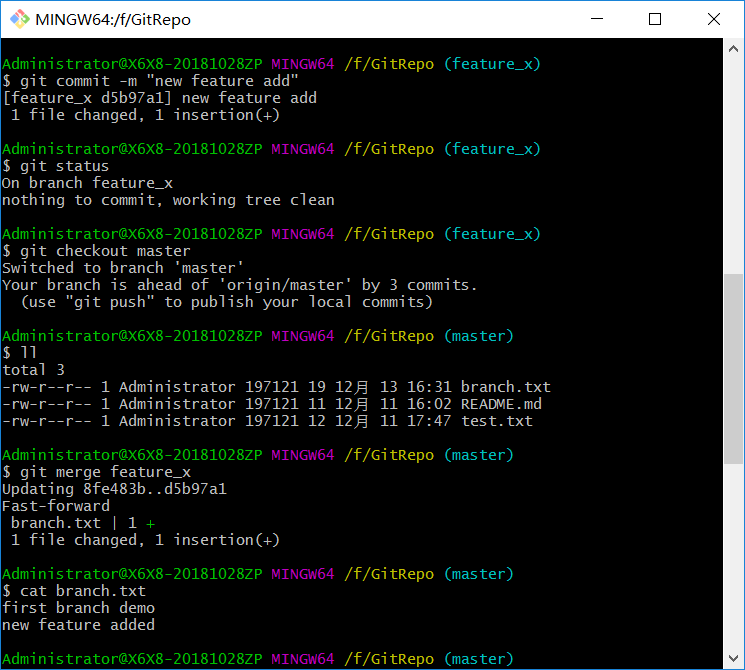 MINGW64:/f/GitRepo
Administrator@X6X8-20181028ZP MINGW64 /f/GitRepo (feature_x)
$ git commit -m "new feature add"
[feature_x d5b97a1] new feature add
 1 file changed, 1 insertion(+)
Administrator@X6X8-20181028ZP MINGW64 /f/GitRepo (feature_x)
$ git status
On branch feature_x
nothing to commit, working tree clean
Administrator@X6X8-20181028ZP MINGW64 /f/GitRepo (feature_x)
$ git checkout master
Switched to branch 'master'
Your branch is ahead of 'origin/master' by 3 commits.
  (use "git push" to publish your local commits)
Administrator@X6X8-20181028ZP MINGW64 /f/GitRepo (master)
$ ll
total 3
-rw-r--r-- 1 Administrator 197121 19 12月 13 16:31 branch.txt
-rw-r--r-- 1 Administrator 197121 11 12月 11 16:02 README.md
-rw-r--r-- 1 Administrator 197121 12 12月 11 17:47 test.txt
Administrator@X6X8-20181028ZP MINGW64 /f/GitRepo (master)
$ git merge feature_x
Updating 8fe483b..d5b97a1
Fast-forward
 branch.txt | 1 +
 1 file changed, 1 insertion(+)
Administrator@X6X8-20181028ZP MINGW64 /f/GitRepo (master)
$ cat branch.txt
first branch demo
new feature added
Administrator@X6X8-20181028ZP MINGW64 /f/GitRepo (master)